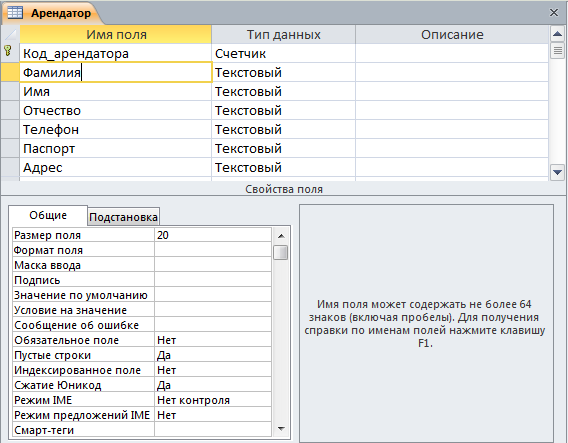 Арендатор
Имя поля Тип данных Описание
Код_арендатора Счетчик
Фамилия Текстовый
Имя Текстовый
Отчество Текстовый
Телефон Текстовый
Паспорт Текстовый
Адрес Текстовый
Свойства поля
Общие Подстановка
Размер поля 20
Формат поля
Маска ввода
Подпись
Значение по умолчанию
Условие на значение
Сообщение об ошибке
Обязательное поле Нет
Пустые строки Да
Индексированное поле Нет
Сжатие Юникод Да
Режим IME Нет контроля
Режим предложений IME Нет
Смарт-теги
Имя поля может содержать не более 64
знаков (включая пробелы). Для получения
справки по именам полей нажмите клавишу
F1.